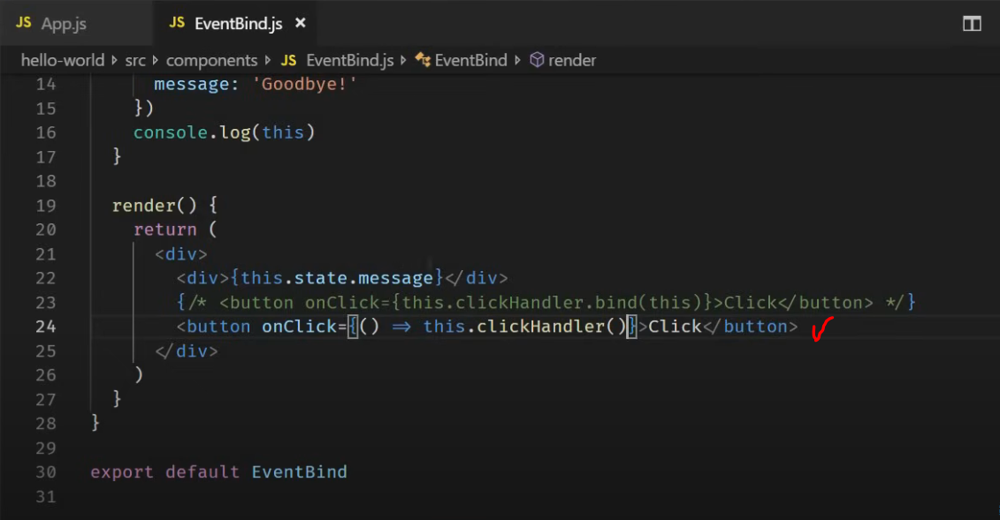 JS App.js JS EventBind.js ×
hello-world src components JS EventBind.js EventBind render
14 message: 'Goodbye!'
15 })
16 console.log(this)
17 }
18
19 render() {
20 return (
21 <div>
22 <div>{this.state.message}</div>
23 {/* <button onClick={this.clickHandler.bind(this)}>Click</button> */}
24 <button onClick={() => this.clickHandler()}>Click</button>
25 </div>
26 )
27 }
28 }
29
30 export default EventBind
31